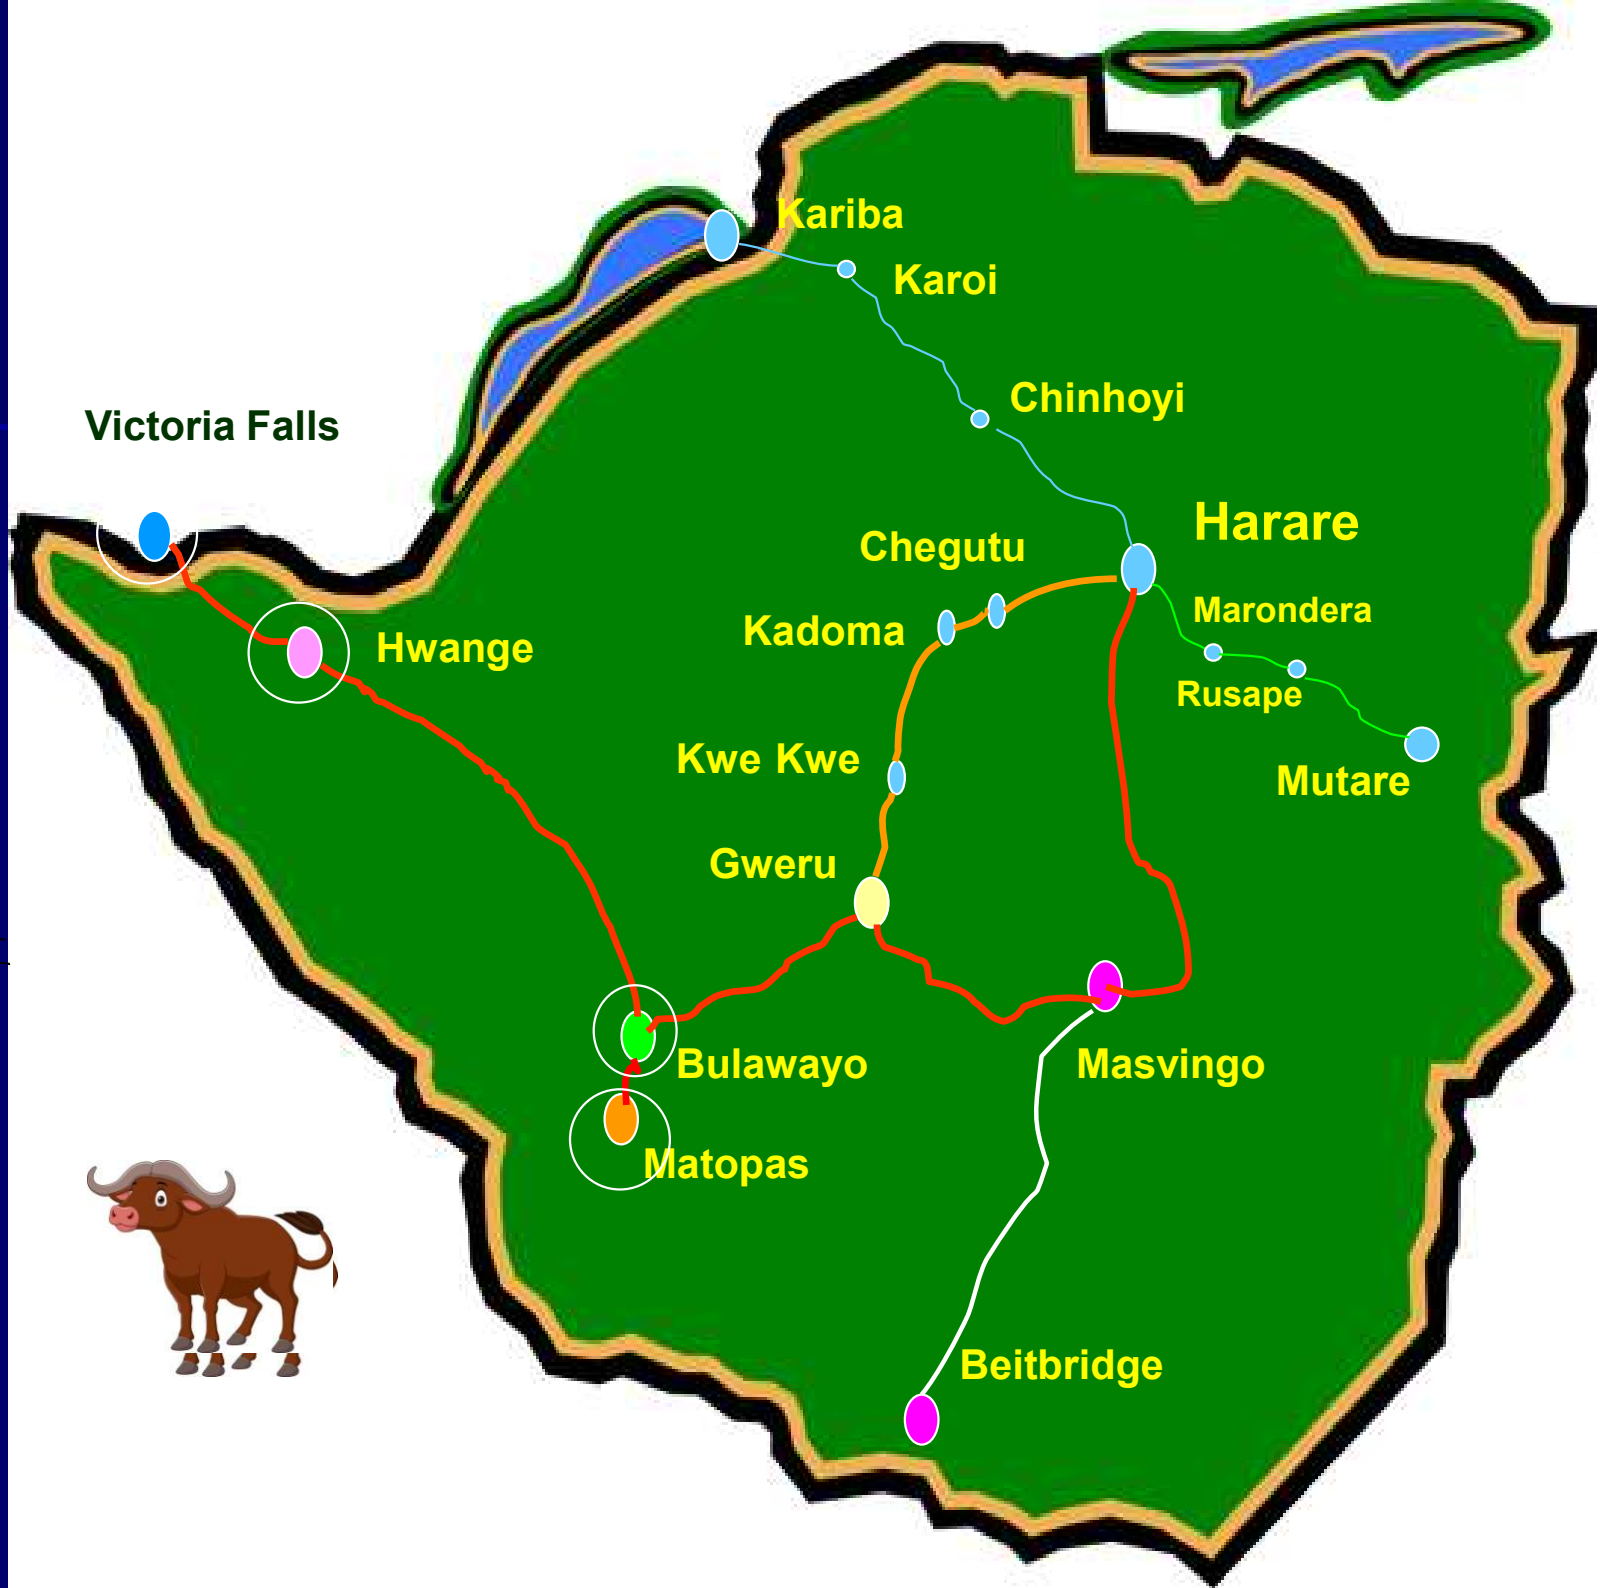 Kariba
Karoi
Chinhoyi
Victoria Falls
Harare
Chegutu
Marondera
Kadoma
Hwange
Rusape
Kwe Kwe
Mutare
Gweru
Bulawayo
Masvingo
Matopas
Beitbridge